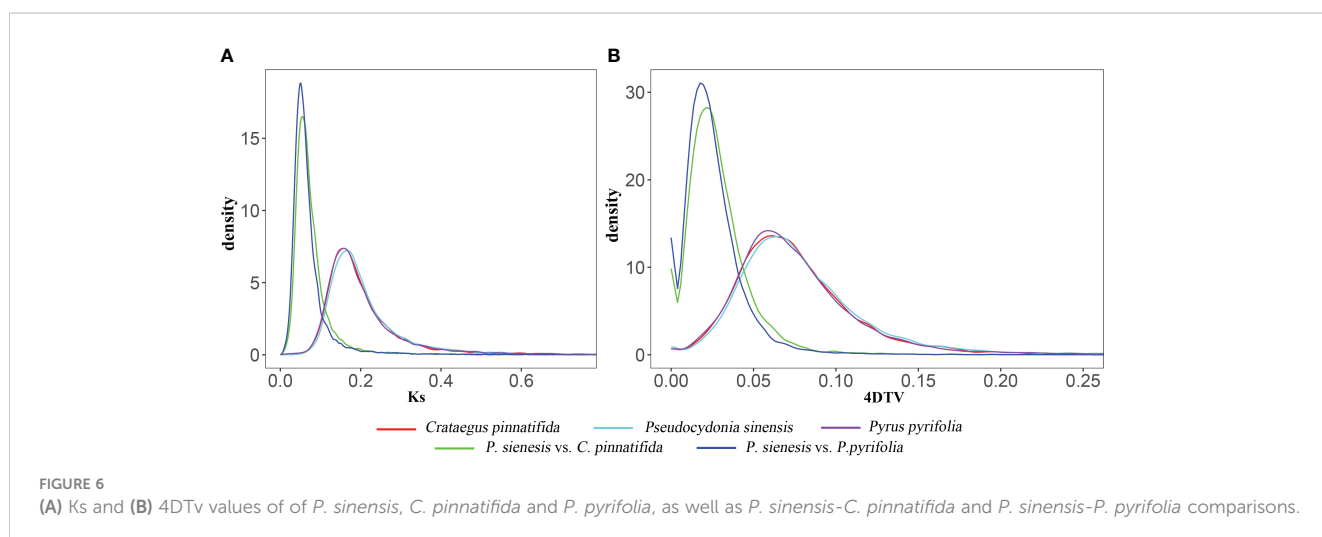 A
B
15
10
5
0
density
0.0 0.2 0.4 0.6
Ks
30
20
10
0
density
0.00 0.05 0.10 0.15 0.20 0.25
4DTV
Crataegus pinnatifida Pseudocydonia sinensis Pyrus pyrifolia
P. sienesis vs. C. pinnatifida P. sienesis vs. P.pyrifolia
FIGURE 6
(A) Ks and (B) 4DTv values of of P. sinensis, C. pinnatifida and P. pyrifolia, as well as P. sinensis-C. pinnatifida and P. sinensis-P. pyrifolia comparisons.